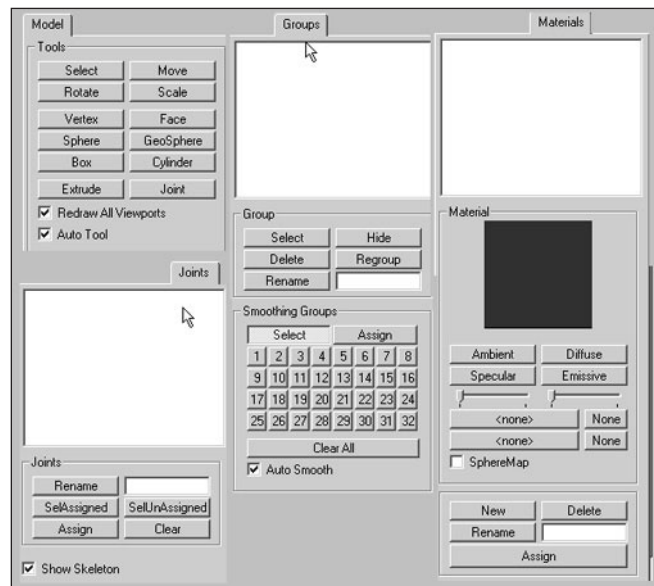 Model
Tools
Select Move
Rotate Scale
Vertex Face
Sphere GeoSphere
Box Cylinder
Extrude Joint
Redraw All Viewports
Auto Tool
Joints
Joints
Rename
SelAssigned SelUnAssigned
Assign Clear
Show Skeleton
Groups
Group
Select Hide
Delete Regroup
Rename
Smoothing Groups
Select Assign
1 2 3 4 5 6 7 8
9 10 11 12 13 14 15 16
17 18 19 20 21 22 23 24
25 26 27 28 29 30 31 32
Clear All
Auto Smooth
Materials
Material
Ambient Diffuse
Specular Emissive
<none> None
<none> None
SphereMap
New Delete
Rename
Assign